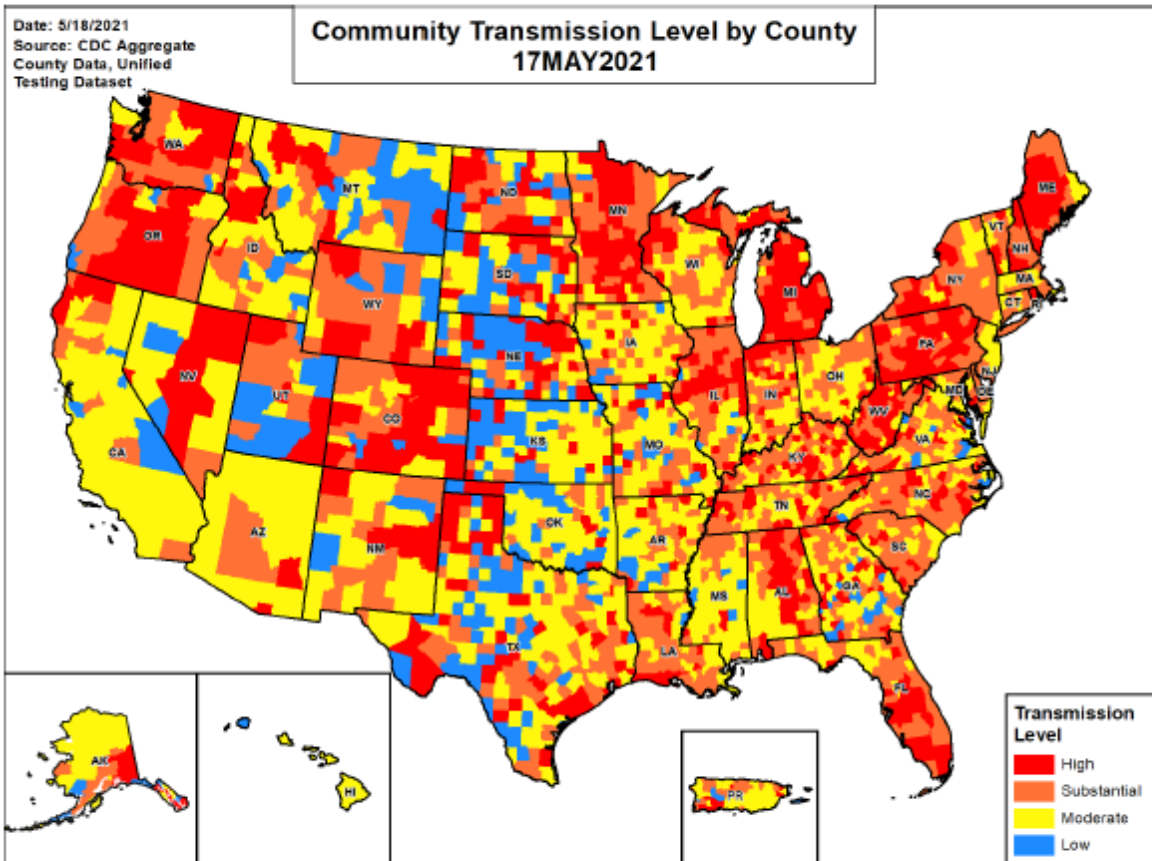 Date: 5/18/2021
Source: CDC Aggregate
County Data, Unified
Testing Dataset
Community Transmission Level by County
17MAY2021
WA
MT
ND
MN
ME
OR
ID
SD
WI
VT
NH
NY
MA
WY
MI
CT
RI
IA
PA
NE
NJ
NV
OH
UT
IL
IN
MD
DE
CO
WV
CA
KS
MO
VA
KY
NC
TN
OK
AZ
AR
NM
SC
MS
AL
GA
TX
LA
FL
AK
HI
PR
Transmission
Level
High
Substantial
Moderate
Low